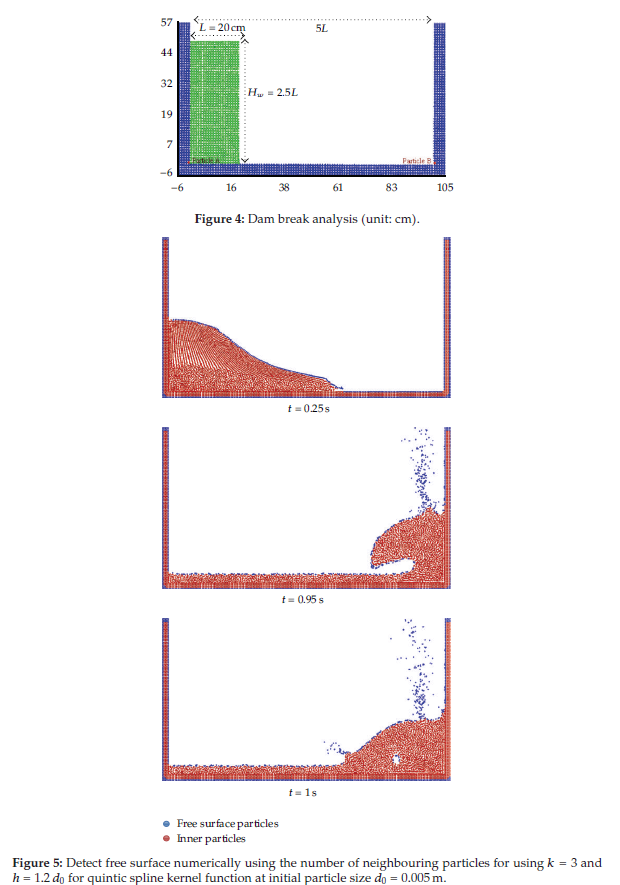 57
L = 20 cm
5L
44
32
H_w = 2.5L
19
7
Particle A
Particle B
−6
−6 16 38 61 83 105
Figure 4: Dam break analysis (unit: cm).
t = 0.25 s
t = 0.95 s
t = 1 s
Free surface particles
Inner particles
Figure 5: Detect free surface numerically using the number of neighbouring particles for using k = 3 and
h = 1.2 d₀ for quintic spline kernel function at initial particle size d₀ = 0.005 m.